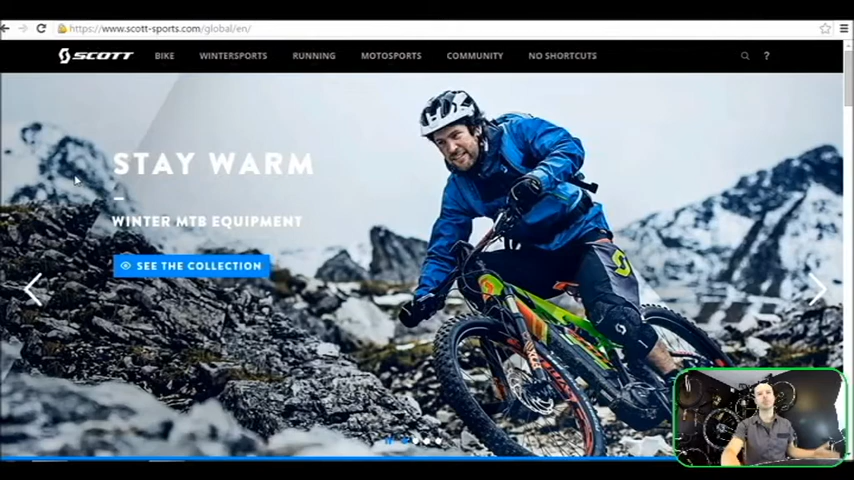 https://www.scott-sports.com/global/en/
SCOTT BIKE WINTERSPORTS RUNNING MOTOSPORTS COMMUNITY NO SHORTCUTS ?
STAY WARM
WINTER MTB EQUIPMENT
SEE THE COLLECTION